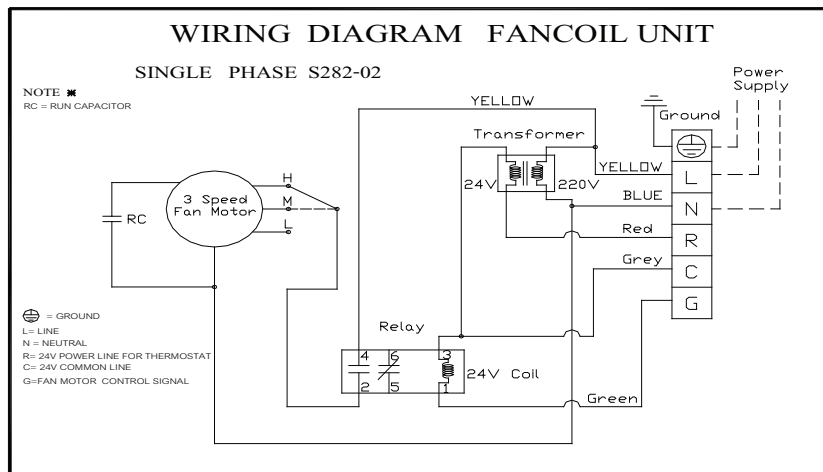 WIRING DIAGRAM FANCOIL UNIT
SINGLE PHASE S282-02
NOTE *
RC = RUN CAPACITOR
Power
Supply
YELLOW
Ground
Transformer
YELLOW
L
24V
220V
BLUE
N
3 Speed
Fan Motor
H
M
L
RC
Red
R
Grey
C
G
= GROUND
L= LINE
N = NEUTRAL
R= 24V POWER LINE FOR THERMOSTAT
C= 24V COMMON LINE
G=FAN MOTOR CONTROL SIGNAL
Relay
4 6 3
24V Coil
2 5 1
Green